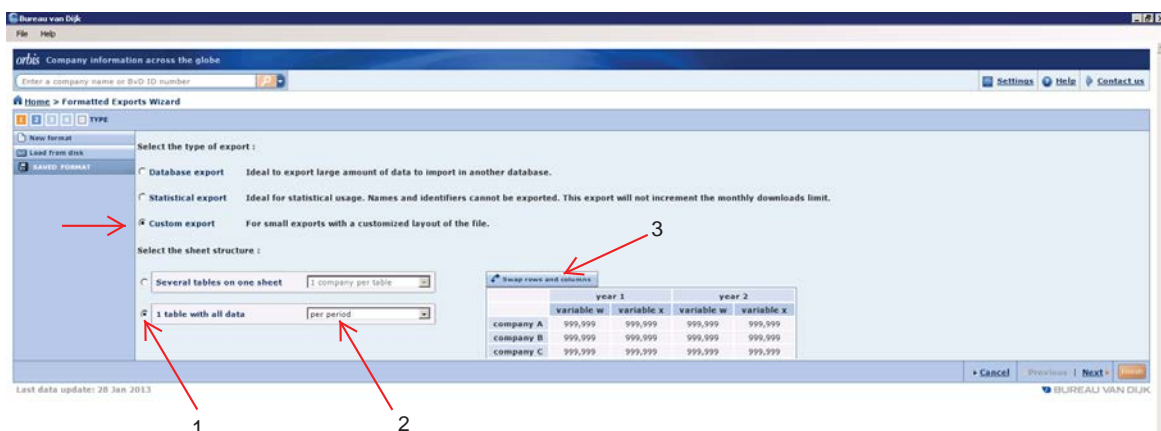 Bureau van Dijk
File Help
orbis Company information across the globe
Enter a company name or BvD ID number
Settings Help Contact us
Home > Formatted Exports Wizard
1 2 3 4 5 TYPE
New format
Load from disk
SAVED FORMAT
Select the type of export :
Database export Ideal to export large amount of data to import in another database.
Statistical export Ideal for statistical usage. Names and identifiers cannot be exported. This export will not increment the monthly downloads limit.
Custom export For small exports with a customized layout of the file.
3
Select the sheet structure :
Several tables on one sheet 1 company per table
Swap rows and columns
year 1 year 2
variable w variable x variable w variable x
1 table with all data per period
company A 999,999 999,999 999,999 999,999
company B 999,999 999,999 999,999 999,999
company C 999,999 999,999 999,999 999,999
Cancel Previous | Next Finish
Last data update: 28 Jan 2013
BUREAU VAN DIJK
1 2